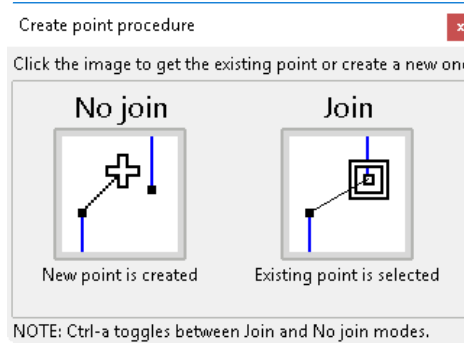 Create point procedure
x
Click the image to get the existing point or create a new one
No join Join
New point is created Existing point is selected
NOTE: Ctrl-a toggles between Join and No join modes.